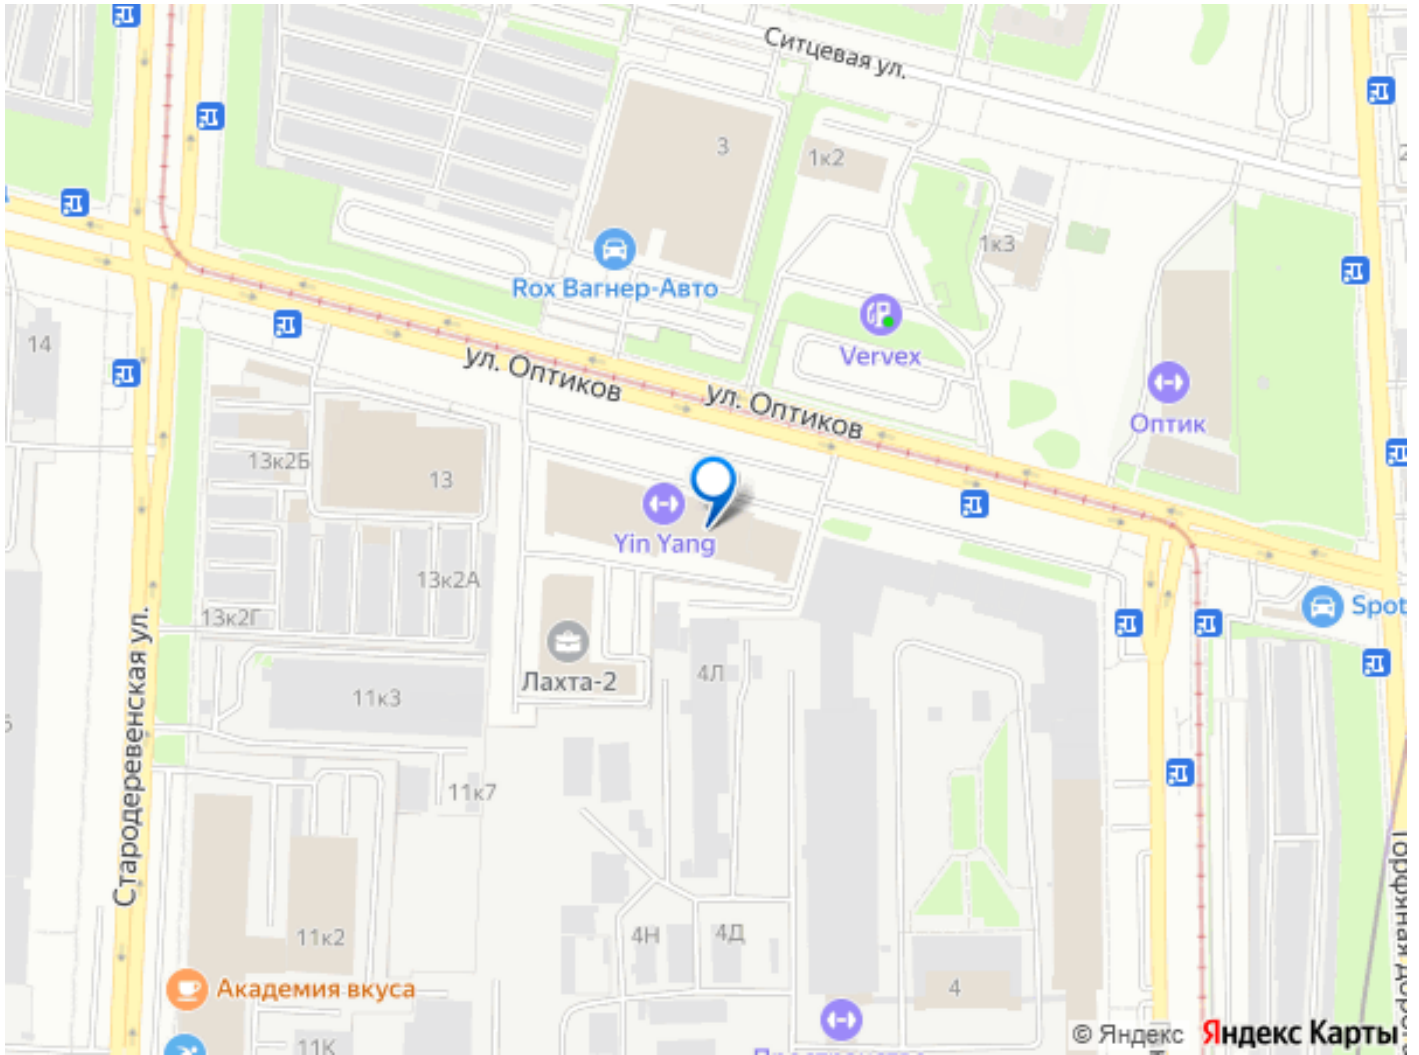 Ситцевая ул.
3
1к2
1к3
Rox Вагнер-Авто
Vervex
14
ул. Оптиков
ул. Оптиков
Оптик
13к2Б
13
Yin Yang
13к2А
13к2Г
Spot
Стародеревенская ул.
Лахта-2
4Л
11к3
11к7
11к2
4Н
4Д
Академия вкуса
4
11К
© Яндекс
Яндекс Карты